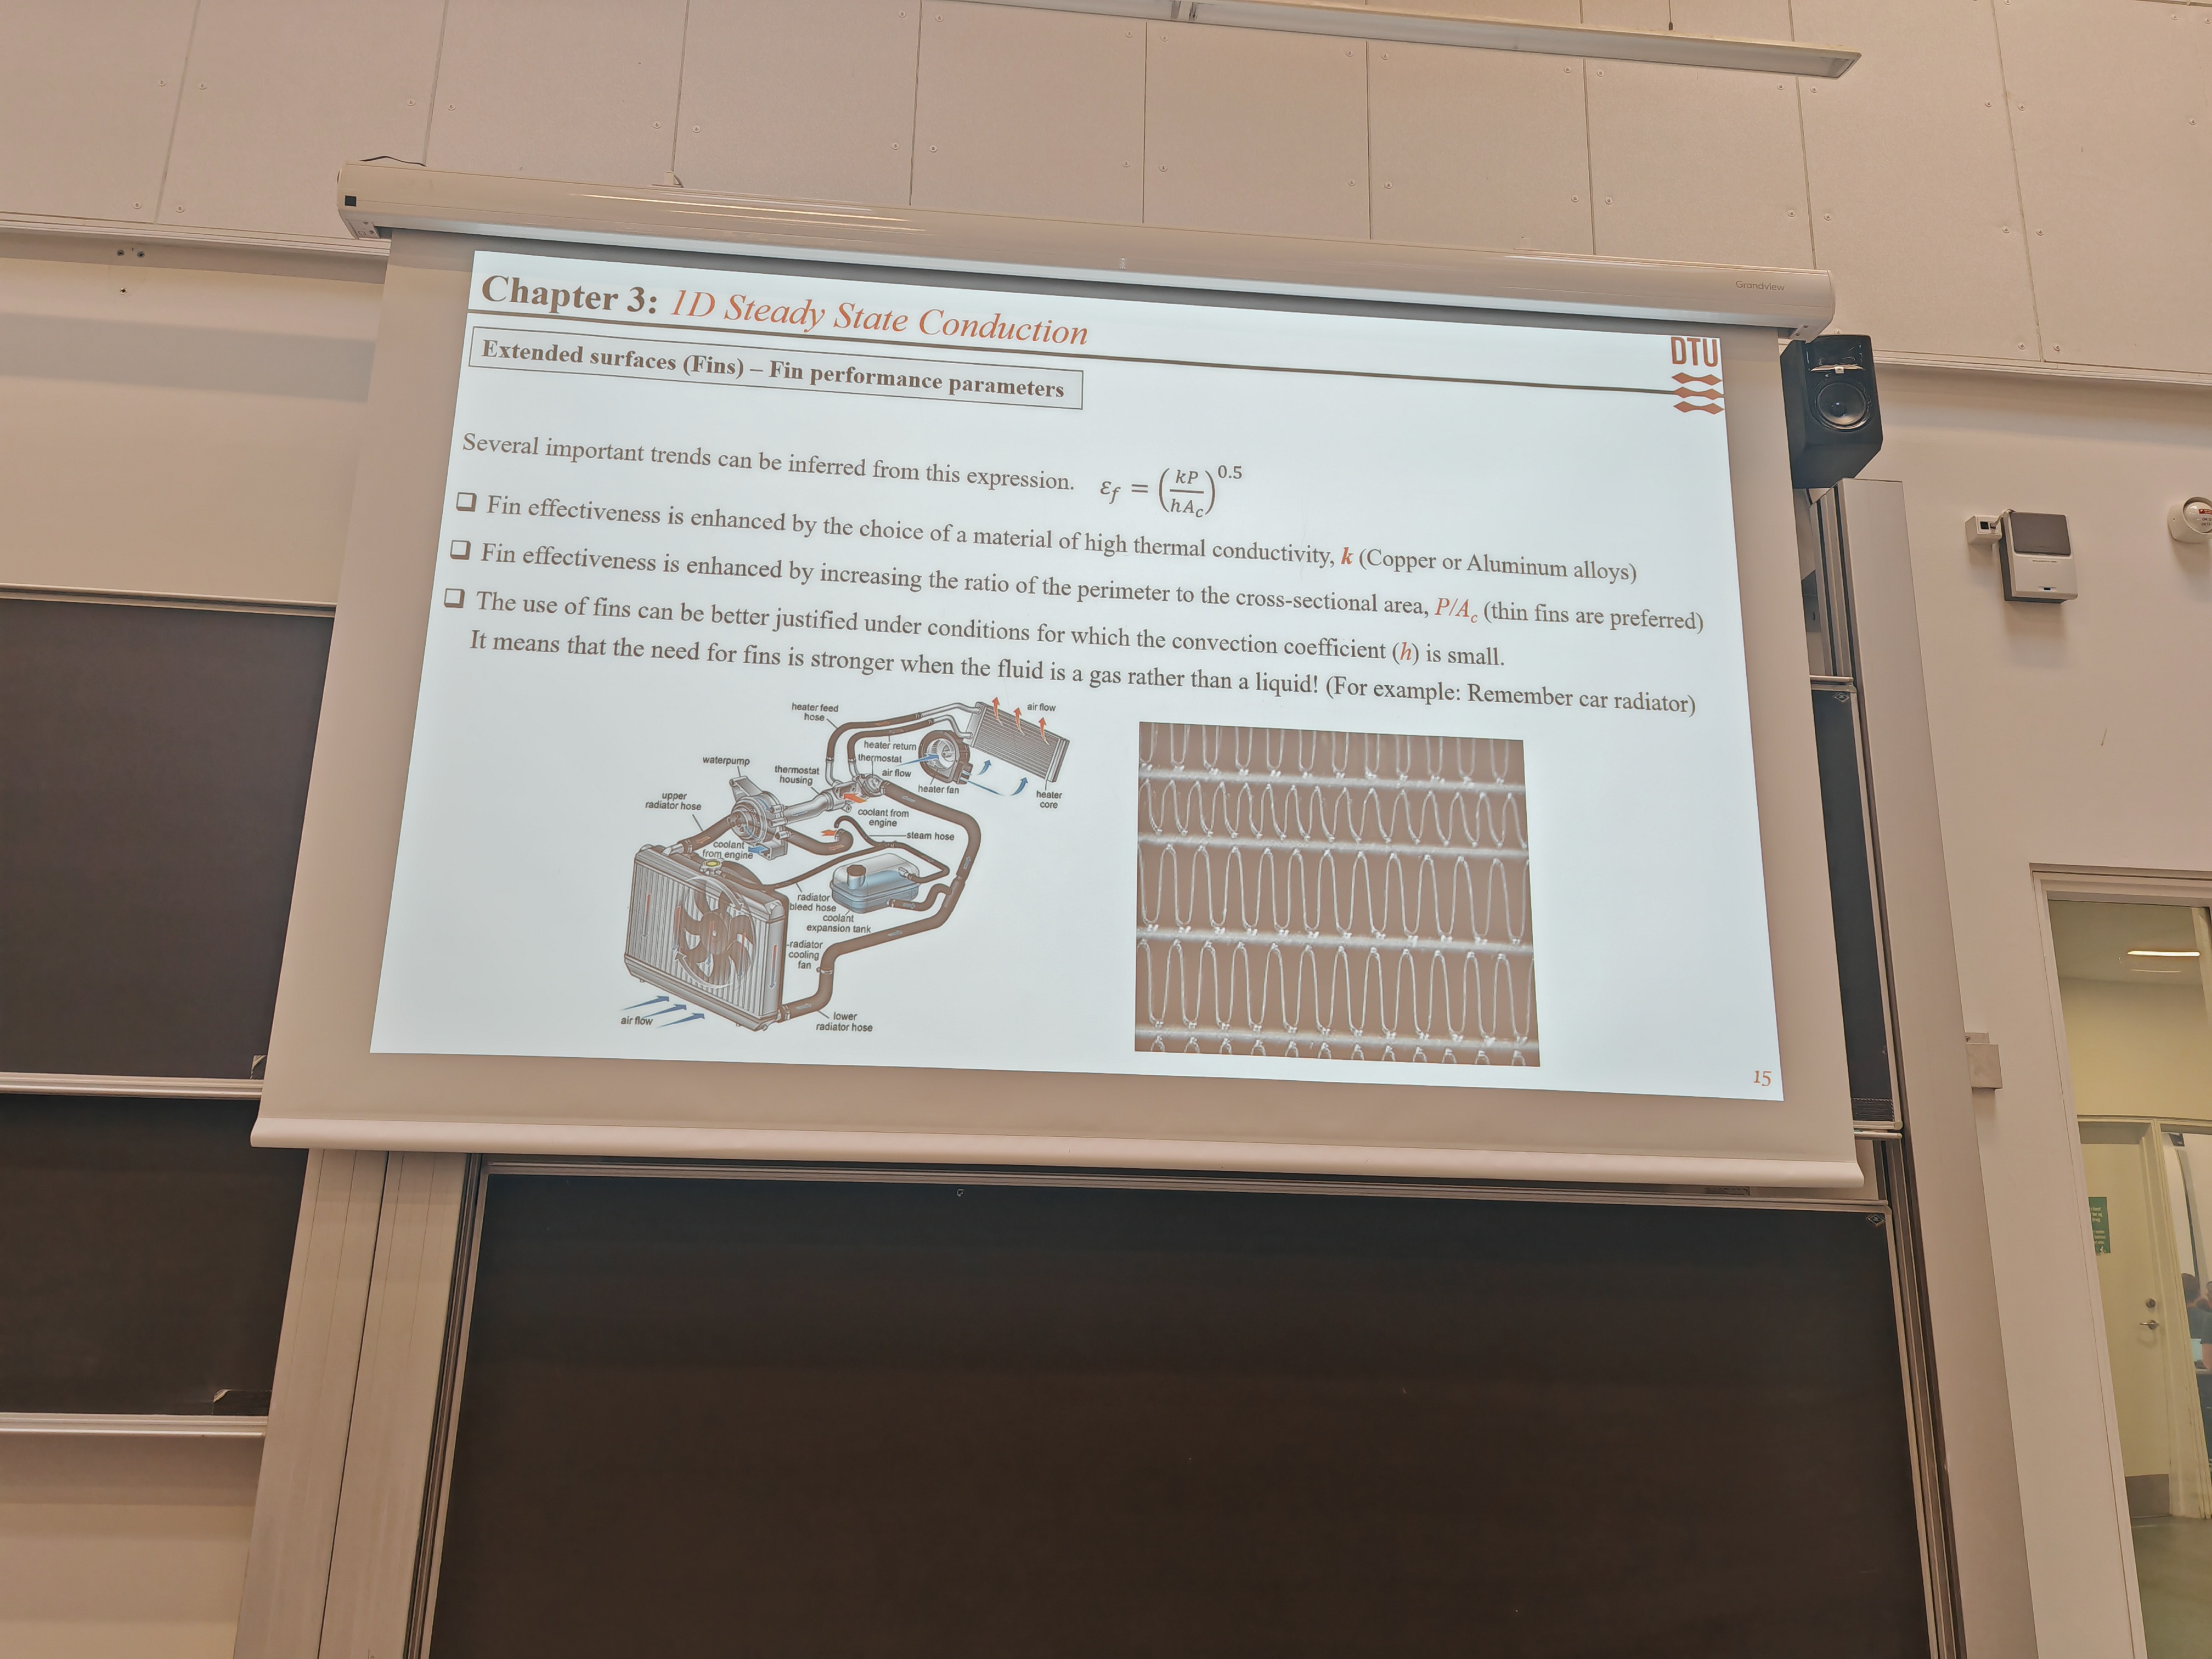 Grandview
Chapter 3: 1D Steady State Conduction
DTU
Extended surfaces (Fins) – Fin performance parameters
Several important trends can be inferred from this expression. εf = (kP/hAc)^0.5
❑ Fin effectiveness is enhanced by the choice of a material of high thermal conductivity, k (Copper or Aluminum alloys)
❑ Fin effectiveness is enhanced by increasing the ratio of the perimeter to the cross-sectional area, P/Ac (thin fins are preferred)
❑ The use of fins can be better justified under conditions for which the convection coefficient (h) is small.
It means that the need for fins is stronger when the fluid is a gas rather than a liquid! (For example: Remember car radiator)
heater feed
hose
air flow
heater return
thermostat
air flow
waterpump
thermostat
housing
heater fan
heater
core
upper
radiator hose
coolant from
engine
steam hose
coolant
from engine
radiator
bleed hose
coolant
expansion tank
radiator
cooling
fan
air flow
lower
radiator hose
15